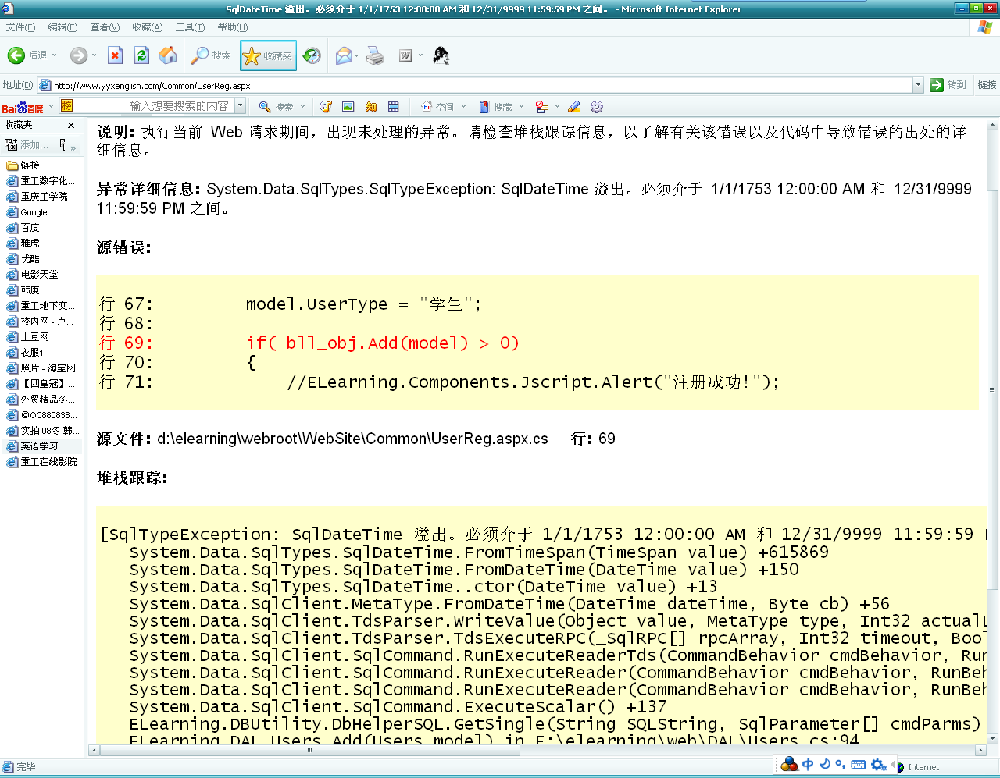 SqlDateTime 溢出。必须介于 1/1/1753 12:00:00 AM 和 12/31/9999 11:59:59 PM 之间。 - Microsoft Internet Explorer
文件(F) 编辑(E) 查看(V) 收藏(A) 工具(T) 帮助(H)
后退 搜索 收藏夹
地址(D) http://www.yyxenglish.com/Common/UserReg.aspx 转到 链接
Bai百度 输入想要搜索的内容 搜索 空间 搜藏
收藏夹
添加...
链接
重工数字化...
重庆工学院
Google
百度
雅虎
优酷
电影天堂
韩庚
重工地下交...
校内网 - 卢...
土豆网
衣服1
照片 - 淘宝网
【四皇冠】...
外贸精品冬...
@OC880836...
实拍 08冬 韩...
英语学习
重工在线影院
说明: 执行当前 Web 请求期间，出现未处理的异常。请检查堆栈跟踪信息，以了解有关该错误以及代码中导致错误的出处的详
细信息。
异常详细信息: System.Data.SqlTypes.SqlTypeException: SqlDateTime 溢出。必须介于 1/1/1753 12:00:00 AM 和 12/31/9999
11:59:59 PM 之间。
源错误:
行 67: model.UserType = "学生";
行 68:
行 69: if( bll_obj.Add(model) > 0)
行 70: {
行 71: //ELearning.Components.Jscript.Alert("注册成功!");
源文件: d:\elearning\webroot\WebSite\Common\UserReg.aspx.cs 行: 69
堆栈跟踪:
[SqlTypeException: SqlDateTime 溢出。必须介于 1/1/1753 12:00:00 AM 和 12/31/9999 11:59:59
System.Data.SqlTypes.SqlDateTime.FromTimeSpan(TimeSpan value) +615869
System.Data.SqlTypes.SqlDateTime.FromDateTime(DateTime value) +150
System.Data.SqlTypes.SqlDateTime..ctor(DateTime value) +13
System.Data.SqlClient.MetaType.FromDateTime(DateTime dateTime, Byte cb) +56
System.Data.SqlClient.TdsParser.WriteValue(Object value, MetaType type, Int32 actualL
System.Data.SqlClient.TdsParser.TdsExecuteRPC(_SqlRPC[] rpcArray, Int32 timeout, Bool
System.Data.SqlClient.SqlCommand.RunExecuteReaderTds(CommandBehavior cmdBehavior, Run
System.Data.SqlClient.SqlCommand.RunExecuteReader(CommandBehavior cmdBehavior, RunBeh
System.Data.SqlClient.SqlCommand.RunExecuteReader(CommandBehavior cmdBehavior, RunBeh
System.Data.SqlClient.SqlCommand.ExecuteScalar() +137
ELearning.DBUtility.DbHelperSQL.GetSingle(String SQLString, SqlParameter[] cmdParms)
ELearning.DAL.Users.Add(Users model) in E:\elearning\web\DAL\Users.cs:94
完毕 中 Internet